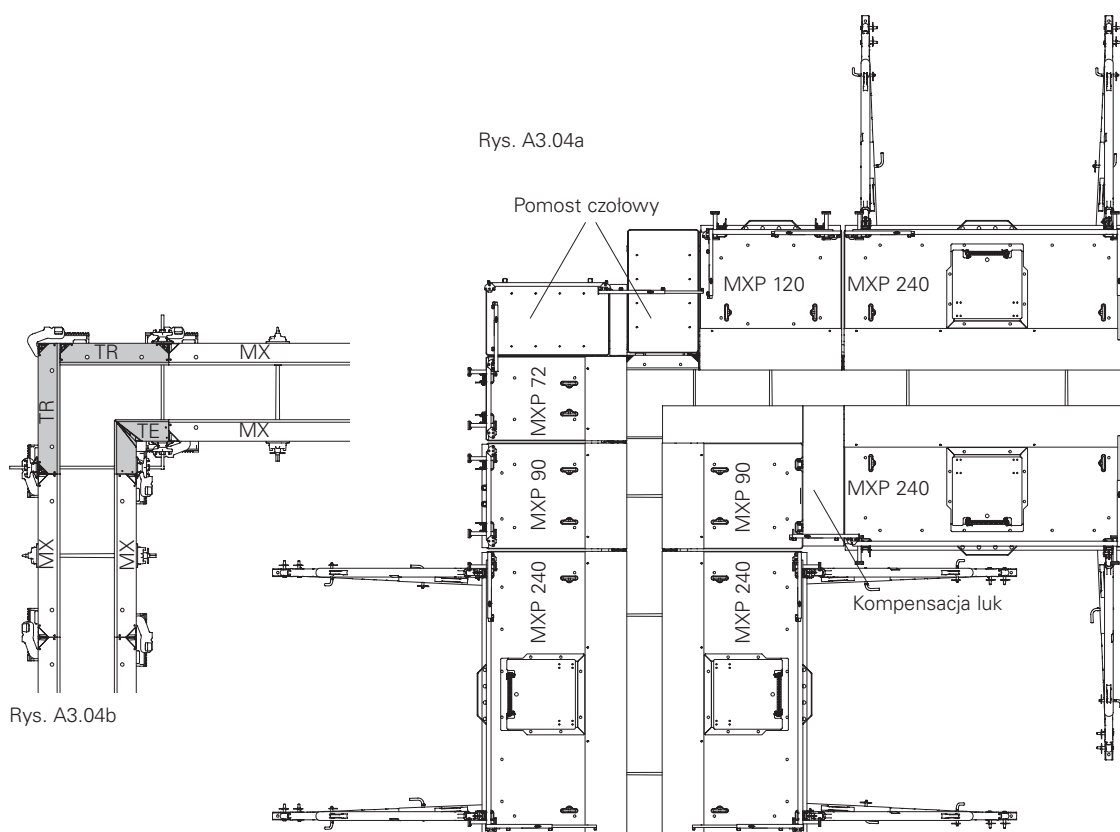 Rys. A3.04a
Pomost czołowy
MXP 120
MXP 240
TR
MX
TR
TE
MX
MXP 72
MXP 90
MXP 90
MXP 240
MX
MX
MXP 240
MXP 240
Kompensacja luk
Rys. A3.04b